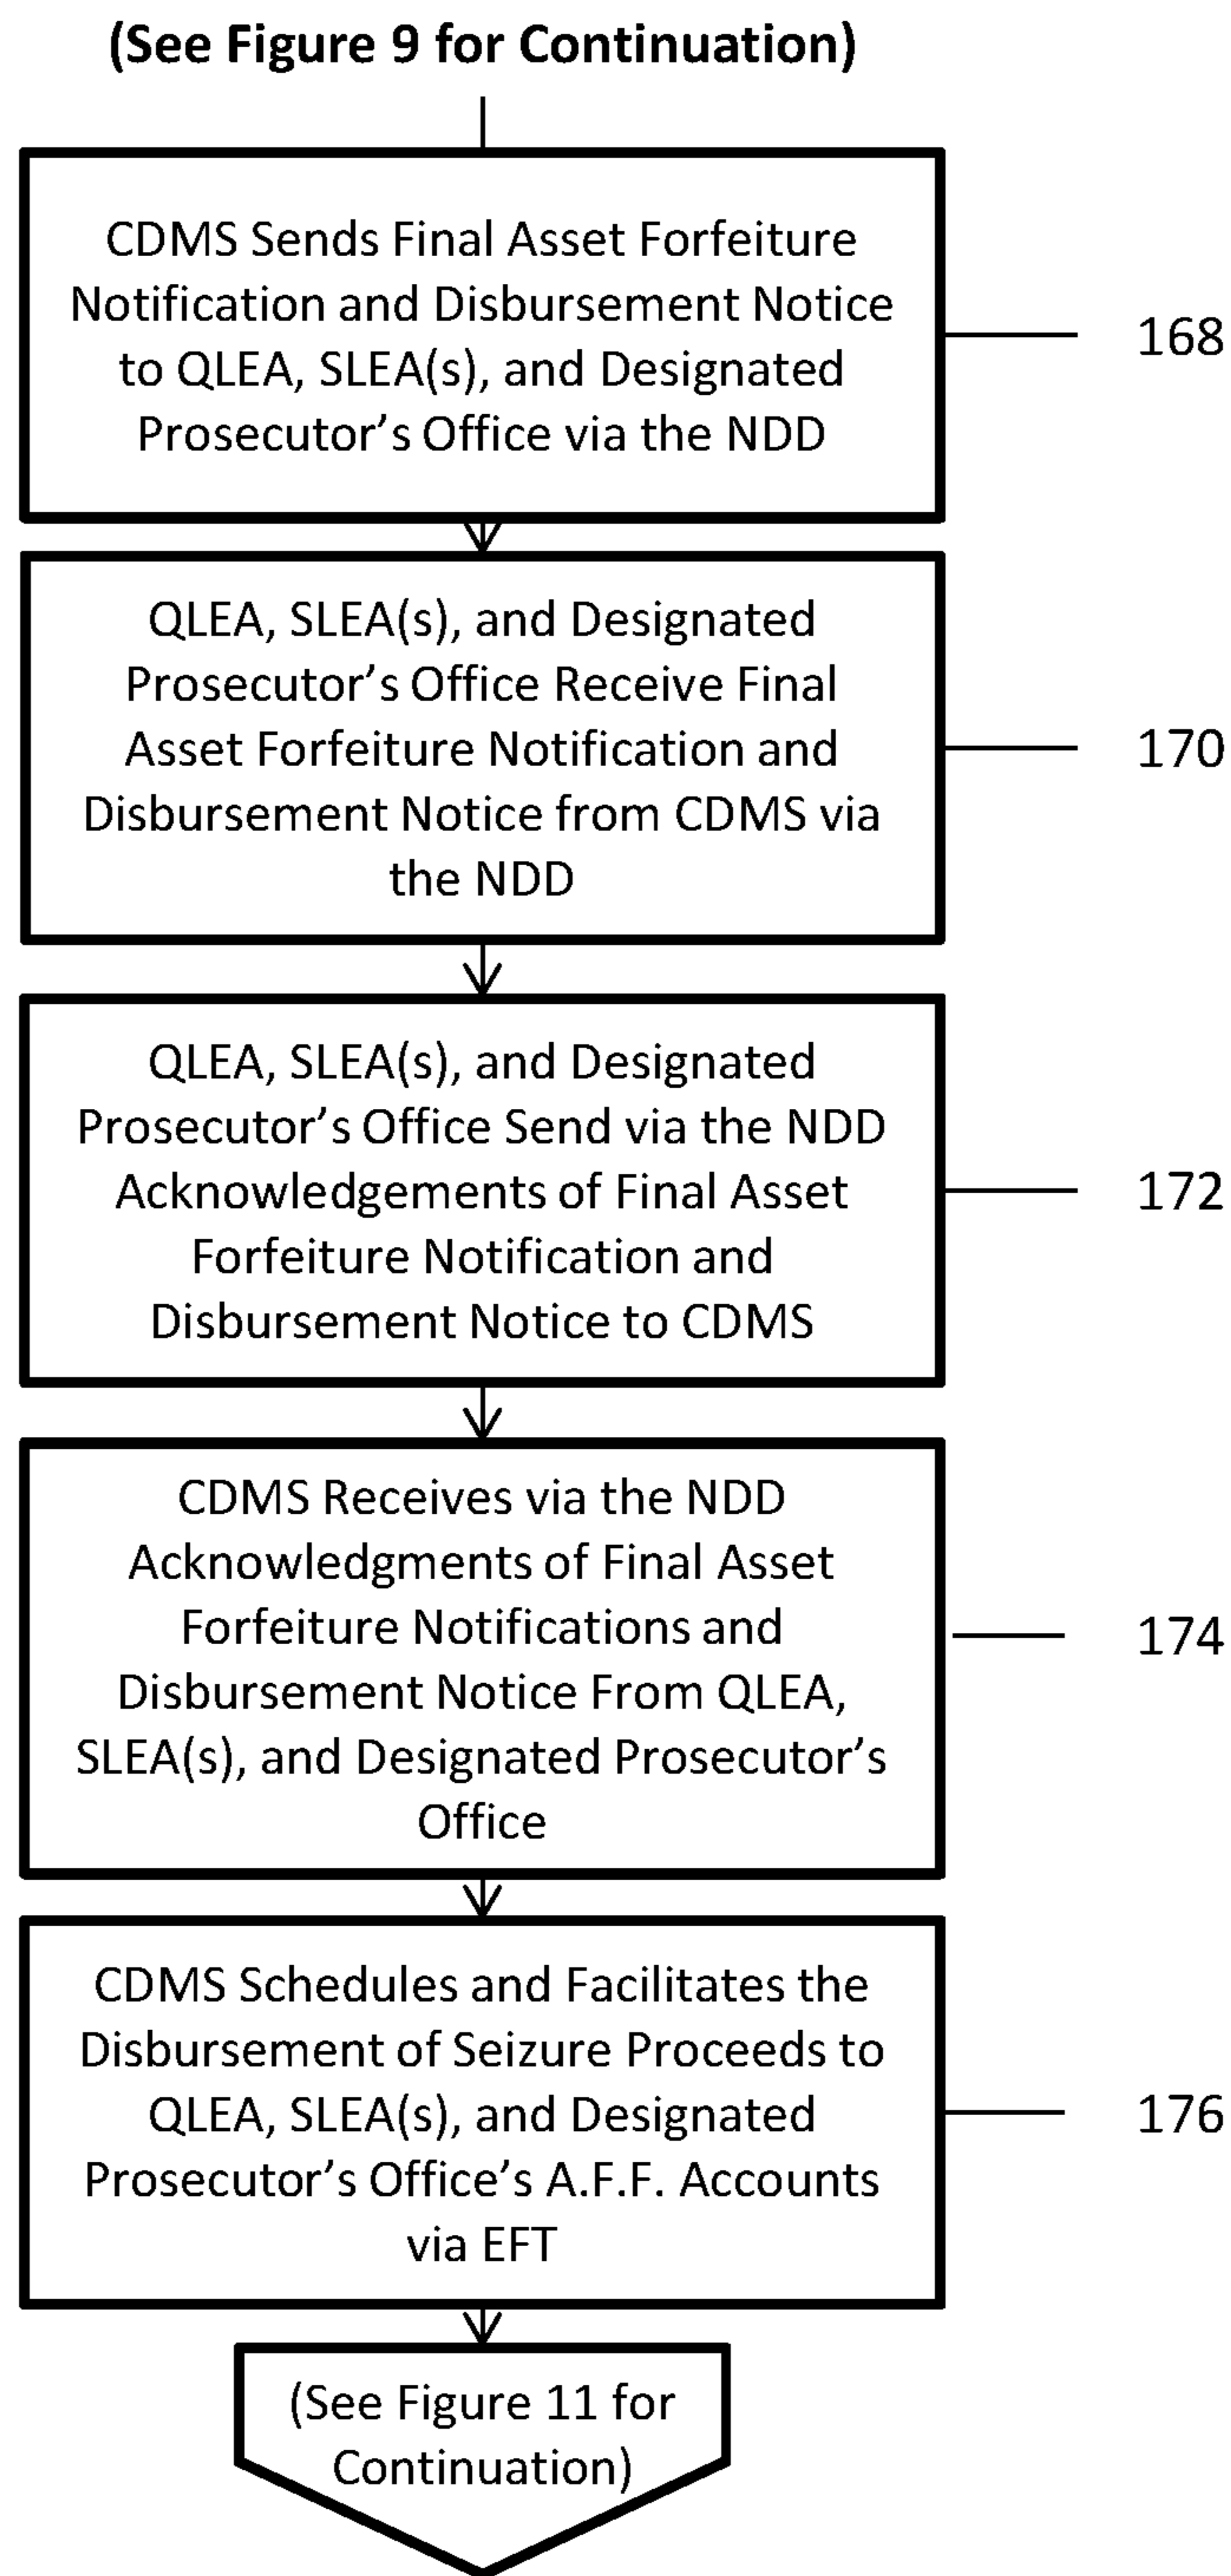 (See Figure 9 for Continuation)
CDMS Sends Final Asset Forfeiture
Notification and Disbursement Notice
to QLEA, SLEA(s), and Designated
Prosecutor’s Office via the NDD
168
QLEA, SLEA(s), and Designated
Prosecutor’s Office Receive Final
Asset Forfeiture Notification and
Disbursement Notice from CDMS via
the NDD
170
QLEA, SLEA(s), and Designated
Prosecutor’s Office Send via the NDD
Acknowledgements of Final Asset
Forfeiture Notification and
Disbursement Notice to CDMS
172
CDMS Receives via the NDD
Acknowledgments of Final Asset
Forfeiture Notifications and
Disbursement Notice From QLEA,
SLEA(s), and Designated Prosecutor’s
Office
174
CDMS Schedules and Facilitates the
Disbursement of Seizure Proceeds to
QLEA, SLEA(s), and Designated
Prosecutor’s Office’s A.F.F. Accounts
via EFT
176
(See Figure 11 for
Continuation)